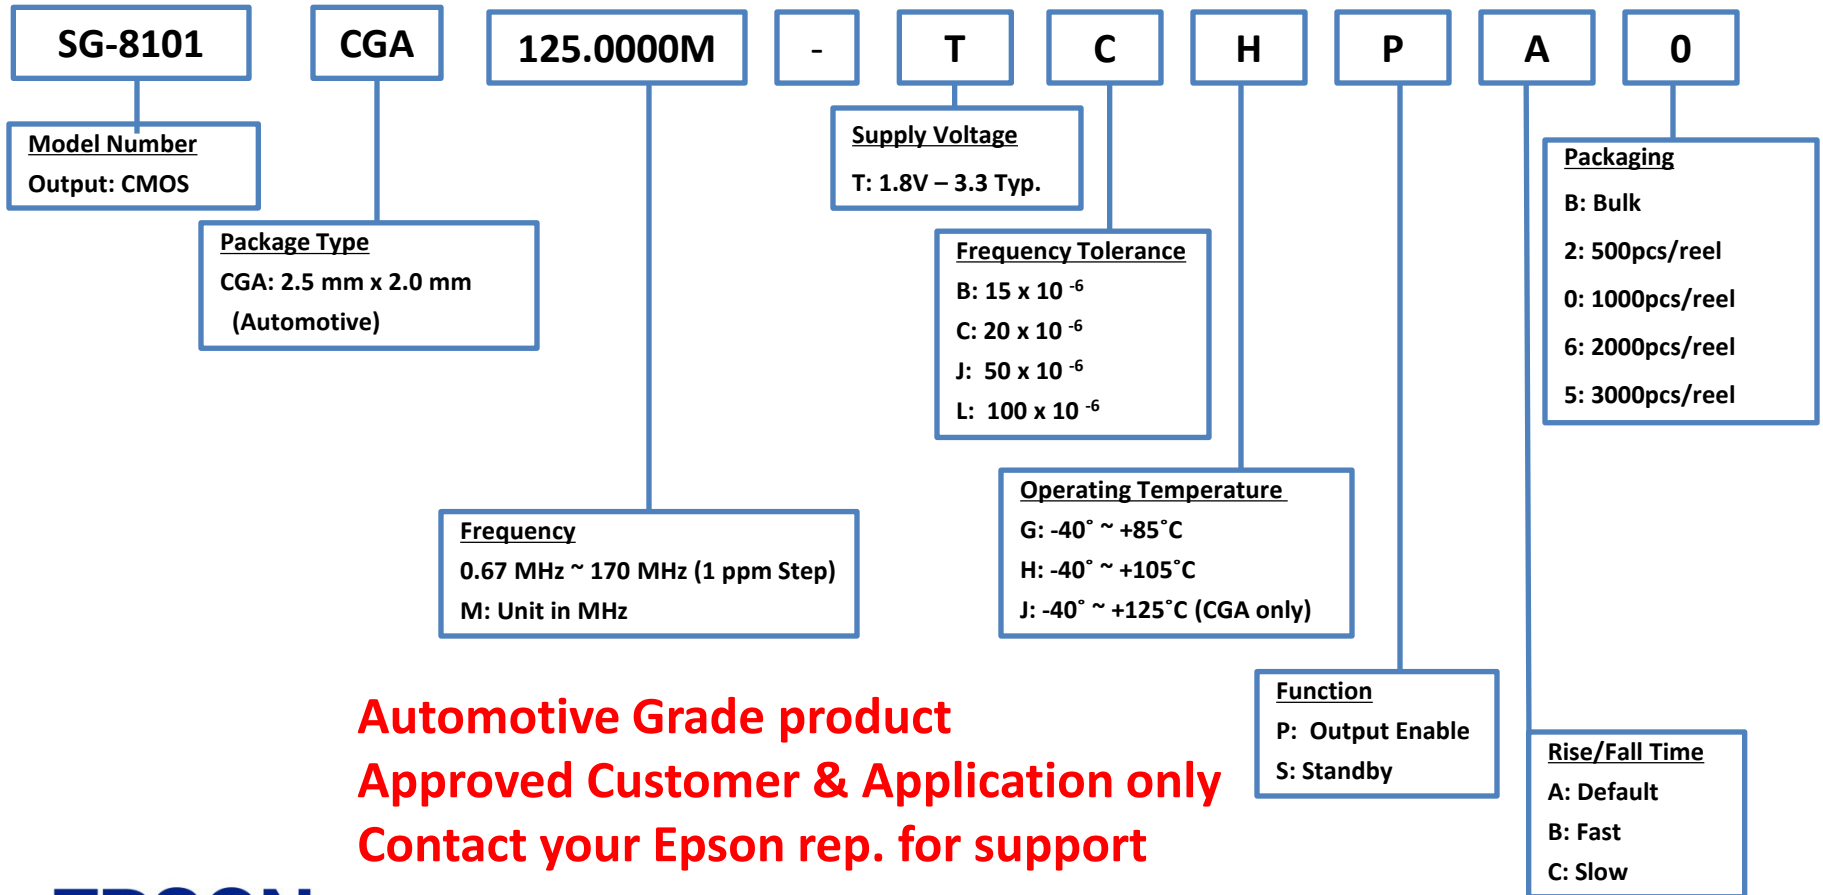 SG-8101 CGA 125.0000M - T C H P A 0
Model Number
Output: CMOS
Package Type
CGA: 2.5 mm x 2.0 mm
(Automotive)
Frequency
0.67 MHz ~ 170 MHz (1 ppm Step)
M: Unit in MHz
Supply Voltage
T: 1.8V – 3.3 Typ.
Frequency Tolerance
B: 15 x 10 -6
C: 20 x 10 -6
J: 50 x 10 -6
L: 100 x 10 -6
Operating Temperature
G: -40˚ ~ +85˚C
H: -40˚ ~ +105˚C
J: -40˚ ~ +125˚C (CGA only)
Function
P: Output Enable
S: Standby
Rise/Fall Time
A: Default
B: Fast
C: Slow
Packaging
B: Bulk
2: 500pcs/reel
0: 1000pcs/reel
6: 2000pcs/reel
5: 3000pcs/reel
Automotive Grade product
Approved Customer & Application only
Contact your Epson rep. for support